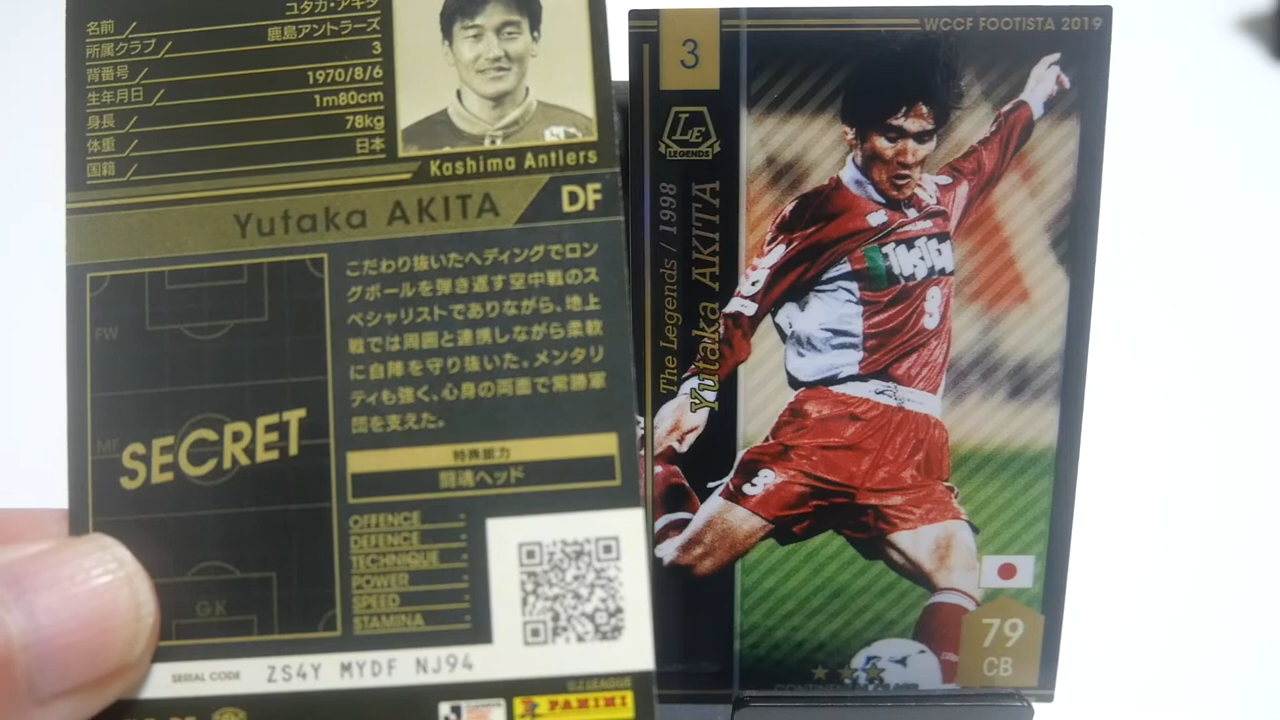 ユタカ・アキタ
名前
鹿島アントラーズ
所属クラブ
3
背番号
1970/8/6
生年月日
1m80cm
身長
78kg
体重
日本
国籍
Kashima Antlers
Yutaka AKITA
DF
こだわり抜いたヘディングでロン
グボールを弾き返す空中戦のス
ペシャリストでありながら、地上
戦では周囲と連携しながら柔軟
に自陣を守り抜いた。メンタリ
ティも強く、心身の両面で常勝軍
団を支えた。
FW
MF
SECRET
GK
特殊能力
闘魂ヘッド
OFFENCE -
DEFENCE -
TECHNIQUE -
POWER -
SPEED -
STAMINA -
SERIAL CODE ZS4Y MYDF NJ94
PANINI
WCCF FOOTISTA 2019
3
LE
LEGENDS
The Legends / 1998
Yutaka AKITA
TOSTEM
3
3
79
CB